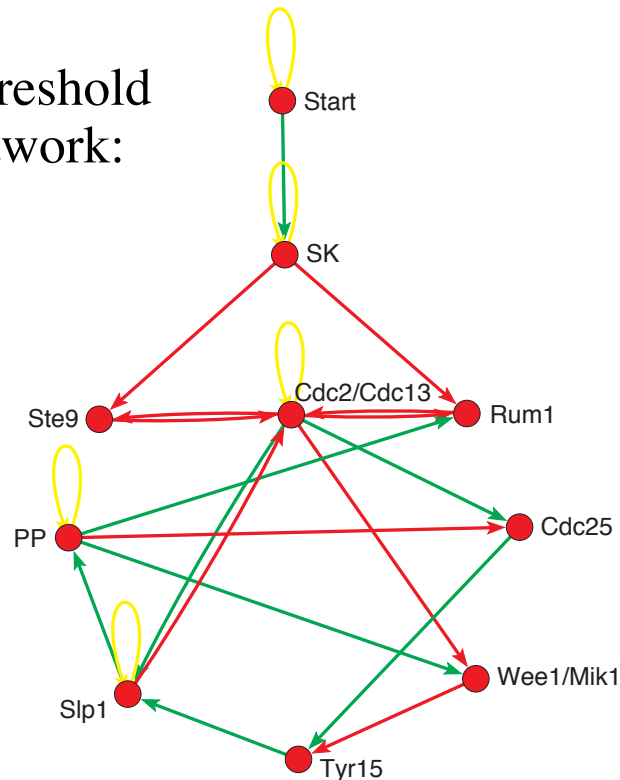 reshold
work:
Start
SK
Cdc2/Cdc13
Ste9
Rum1
PP
Cdc25
Wee1/Mik1
Slp1
Tyr15